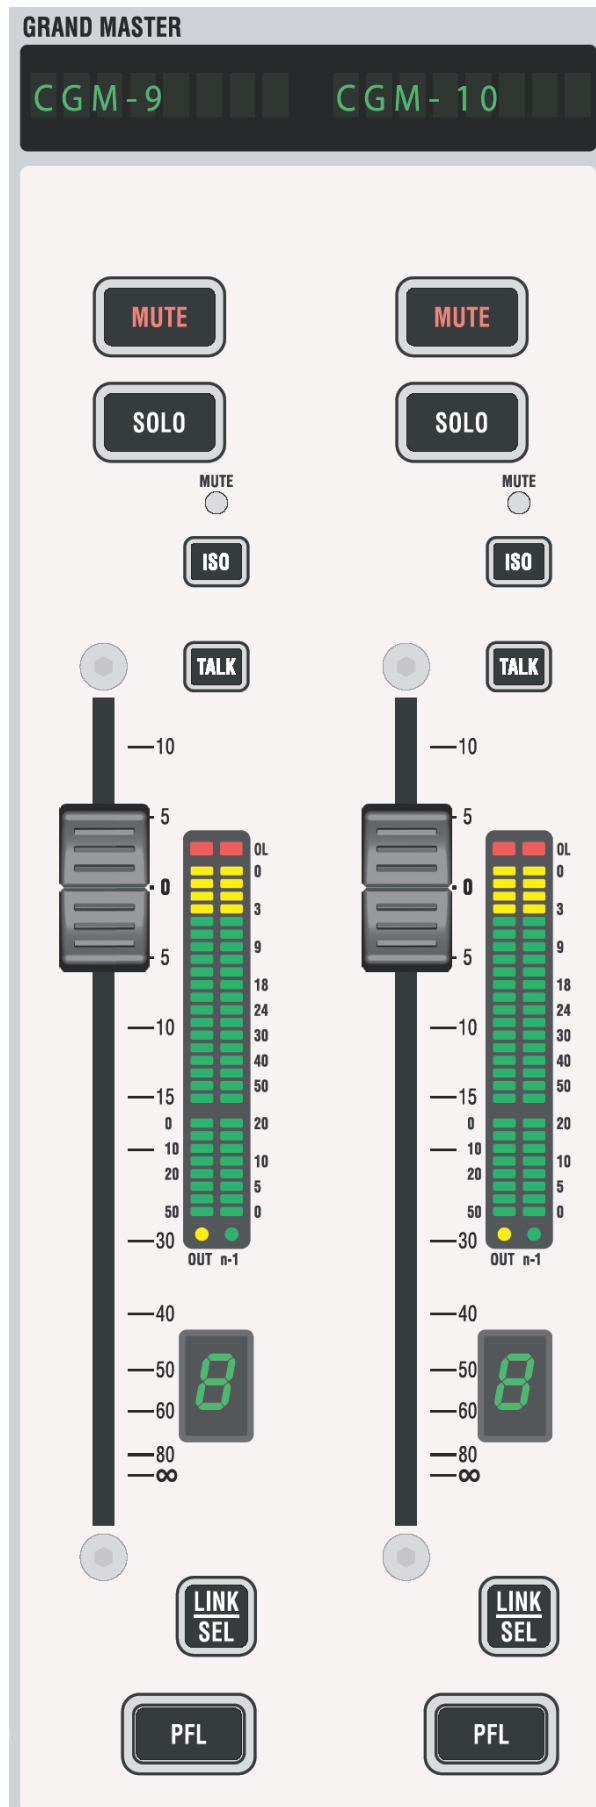 GRAND MASTER
CGM-9 CGM-10
MUTE MUTE
SOLO SOLO
MUTE MUTE
ISO ISO
TALK TALK
10 10
5 5
OL OL
0 0
0 0
3 3
9 9
5 5
18 18
24 24
10 30 10 30
40 40
50 50
15 15
0 20 0 20
10 10 10 10
20 5 20 5
50 0 50 0
30 30
OUT n-1 OUT n-1
40 40
50 50
8 8
60 60
80 80
∞ ∞
LINK LINK
SEL SEL
PFL PFL